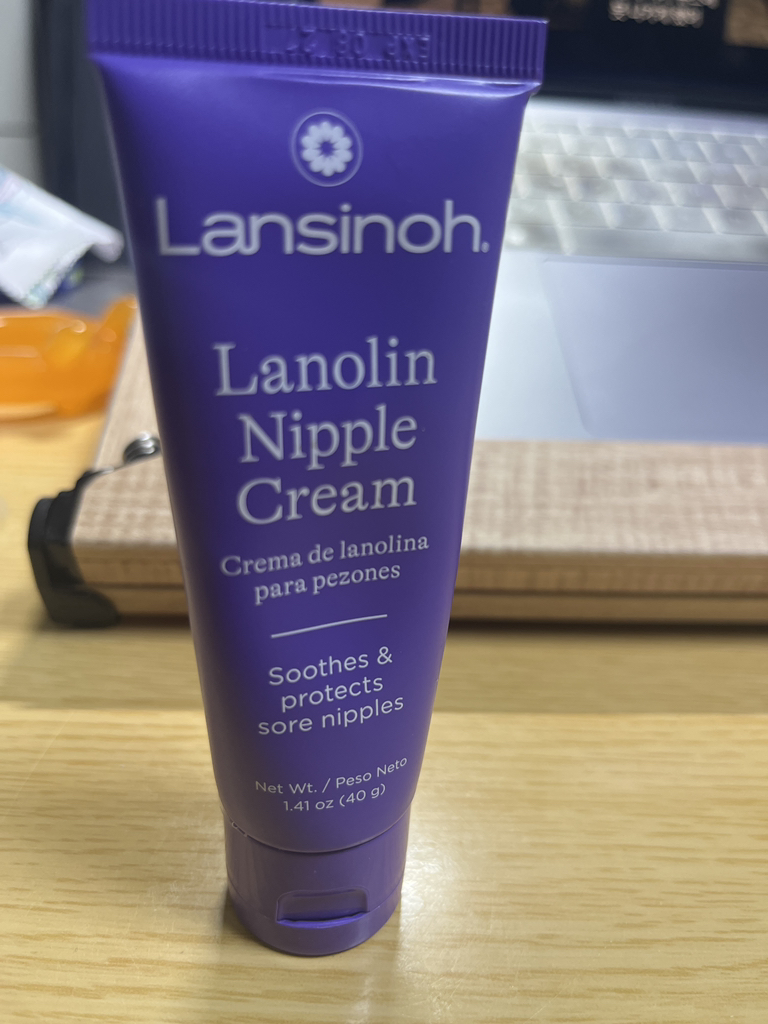 Lansinoh®
Lanolin
Nipple
Cream
Crema de lanolina
para pezones
Soothes &
protects
sore nipples
Net Wt. / Peso Neto
1.41 oz (40 g)